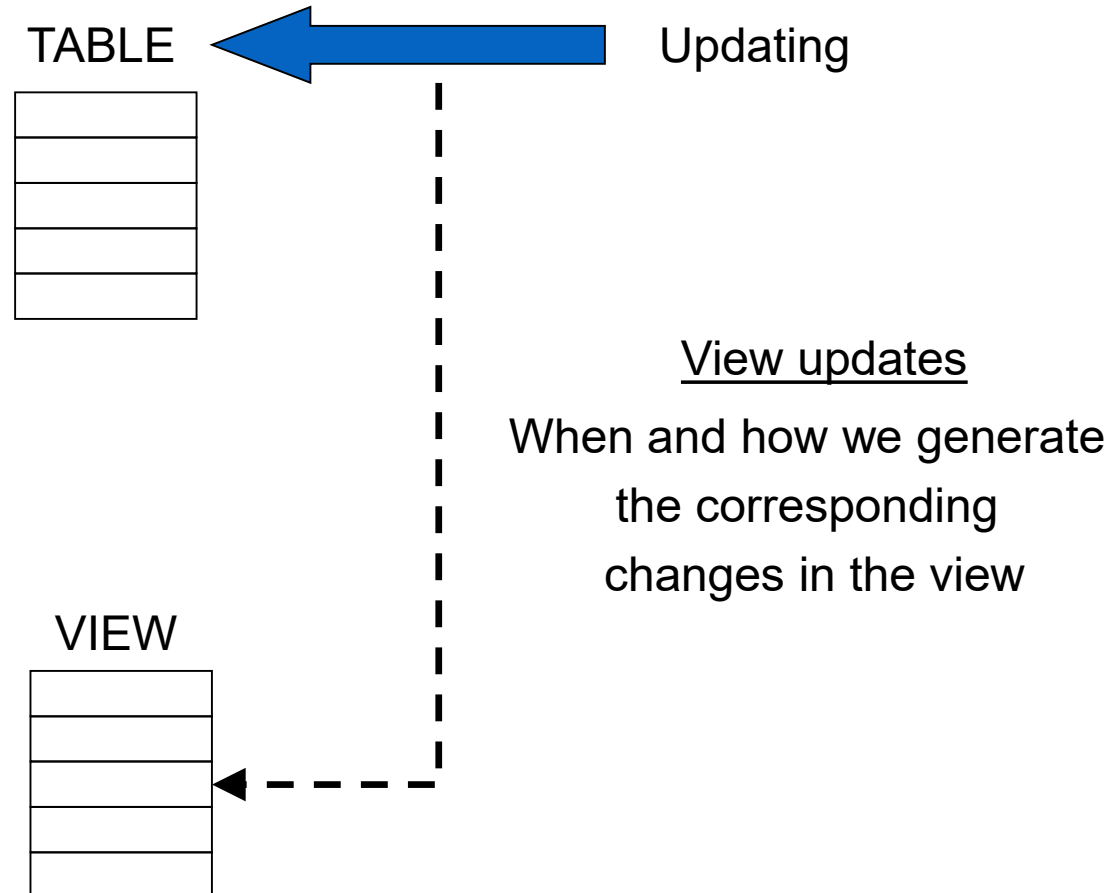 TABLE
Updating
View updates
When and how we generate
the corresponding
changes in the view
VIEW